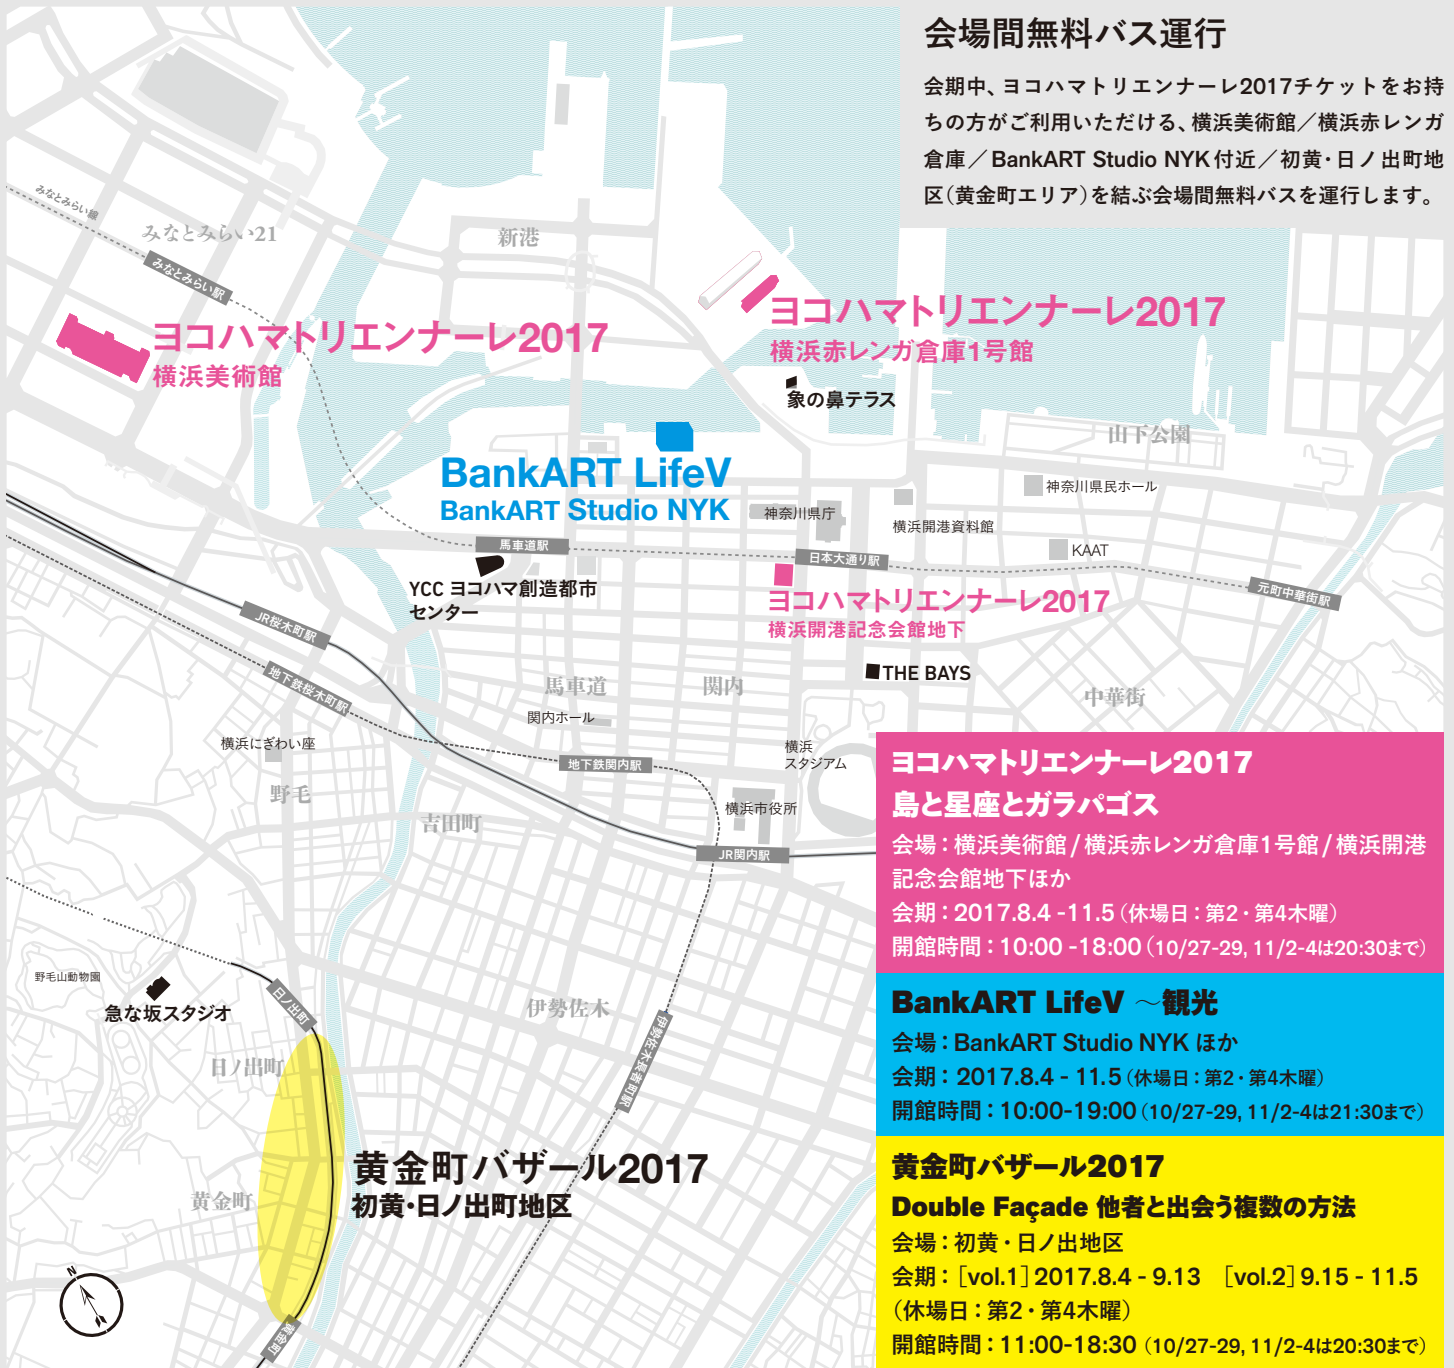 会場間無料バス運行
会期中、ヨコハマトリエンナーレ2017チケットをお持
ちの方がご利用いただける、横浜美術館／横浜赤レンガ
倉庫／BankART Studio NYK付近／初黄・日ノ出町地
区（黄金町エリア）を結ぶ会場間無料バスを運行します。
みなとみらい線
みなとみらい21
みなとみらい駅
新港
ヨコハマトリエンナーレ2017
横浜美術館
ヨコハマトリエンナーレ2017
横浜赤レンガ倉庫1号館
象の鼻テラス
山下公園
BankART LifeV
BankART Studio NYK
神奈川県民ホール
神奈川県庁
横浜開港資料館
馬車道駅
日本大通り駅
KAAT
元町中華街駅
YCC ヨコハマ創造都市
センター
ヨコハマトリエンナーレ2017
横浜開港記念会館地下
JR桜木町駅
地下鉄桜木町駅
THE BAYS
馬車道
関内
中華街
関内ホール
横浜にぎわい座
横浜
スタジアム
地下鉄関内駅
野毛
吉田町
横浜市役所
JR関内駅
野毛山動物園
急な坂スタジオ
日ノ出町
伊勢佐木
伊勢佐木長者町駅
日ノ出町
黄金町バザール2017
初黄・日ノ出町地区
黄金町
黄金町
N
ヨコハマトリエンナーレ2017
島と星座とガラパゴス
会場：横浜美術館/横浜赤レンガ倉庫1号館/横浜開港
記念会館地下ほか
会期：2017.8.4 -11.5（休場日：第2・第4木曜）
開館時間：10:00 -18:00（10/27-29, 11/2-4は20:30まで）
BankART LifeV ～観光
会場：BankART Studio NYK ほか
会期： 2017.8.4 - 11.5（休場日：第2・第4木曜）
開館時間：10:00-19:00（10/27-29, 11/2-4は21:30まで）
黄金町バザール2017
Double Façade 他者と出会う複数の方法
会場：初黄・日ノ出地区
会期：［vol.1］2017.8.4 - 9.13 ［vol.2］9.15 - 11.5
（休場日：第2・第4木曜）
開館時間：11:00-18:30（10/27-29, 11/2-4は20:30まで）